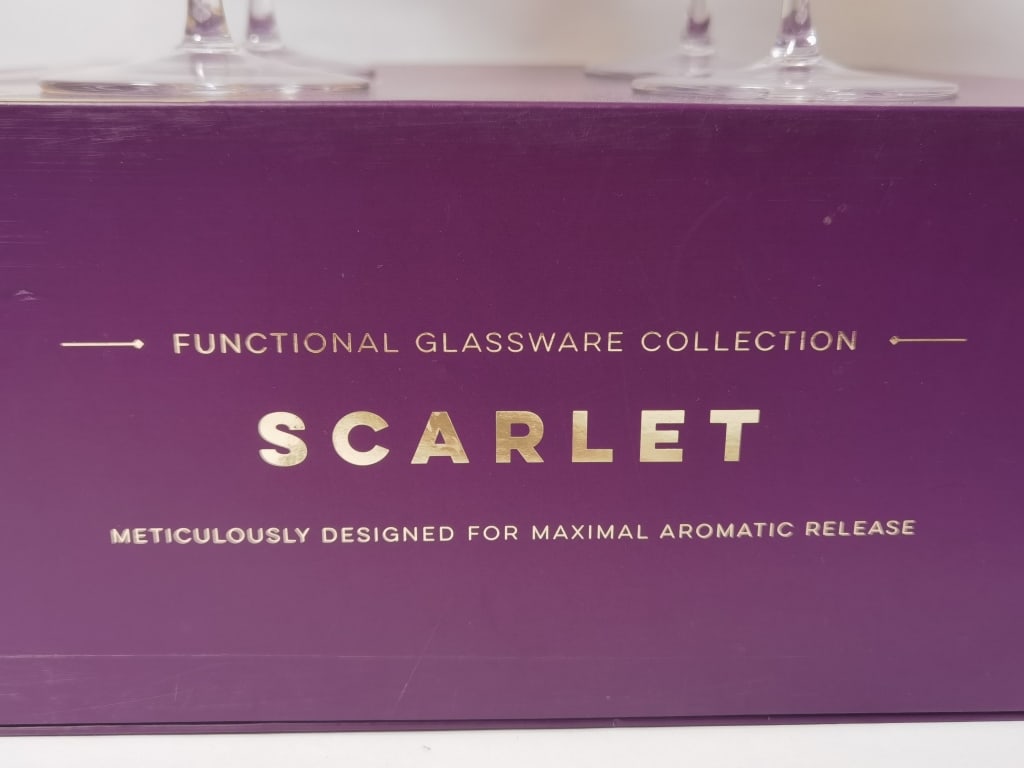 FUNCTIONAL GLASSWARE COLLECTION
SCARLET
METICULOUSLY DESIGNED FOR MAXIMAL AROMATIC RELEASE